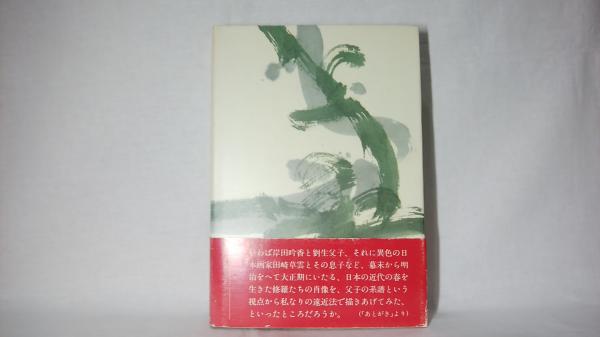 いわば岸田吟香と劉生父子、それに異色の日
本画家田崎草雲とその息子など、幕末から明
治をへて大正期にいたる、日本の近代の春を
生きた修羅たちの肖像を、父子の系譜という
視点から私なりの遠近法で描きあげてみた、
といったところだろうか。 (「あとがき」より)